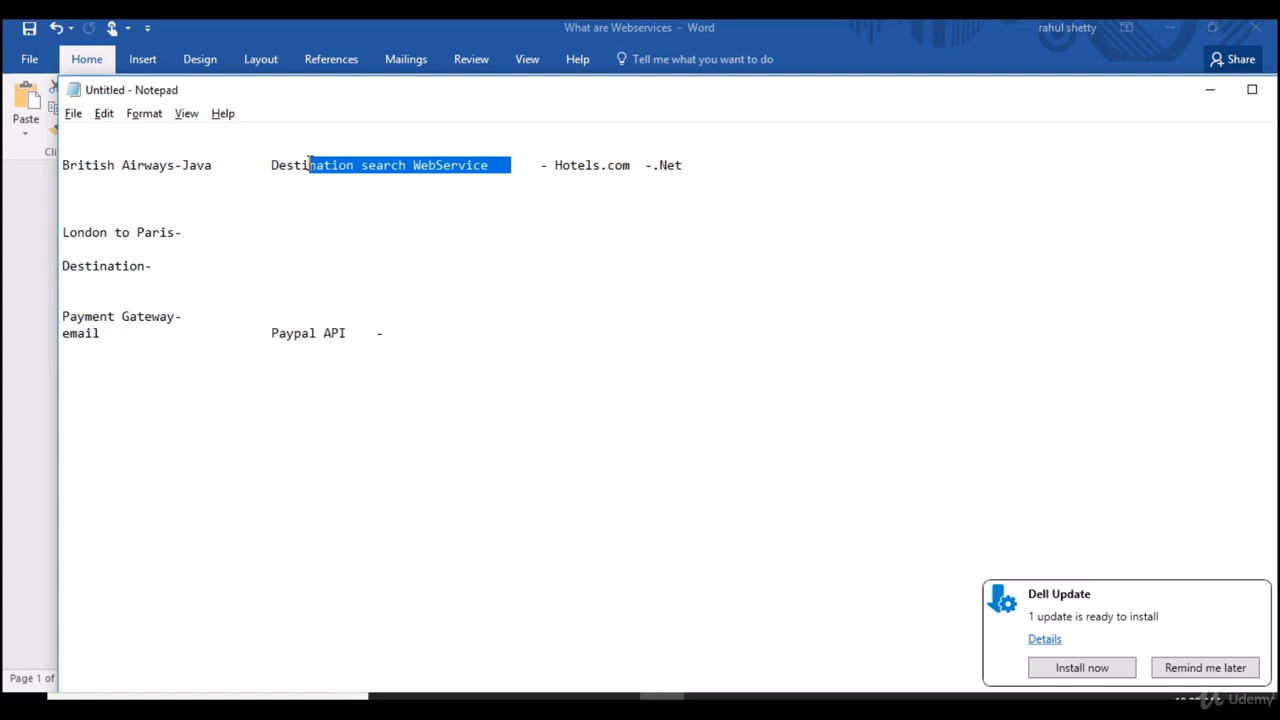 What are Webservices - Word
rahul shetty
File Home Insert Design Layout References Mailings Review View Help Tell me what you want to do Share
Untitled - Notepad
Paste
File Edit Format View Help
British Airways-Java Destination search WebService - Hotels.com -.Net
London to Paris-
Destination-
Payment Gateway-
email Paypal API -
Dell Update
1 update is ready to install
Details
Install now Remind me later
Page 1 of
Udemy